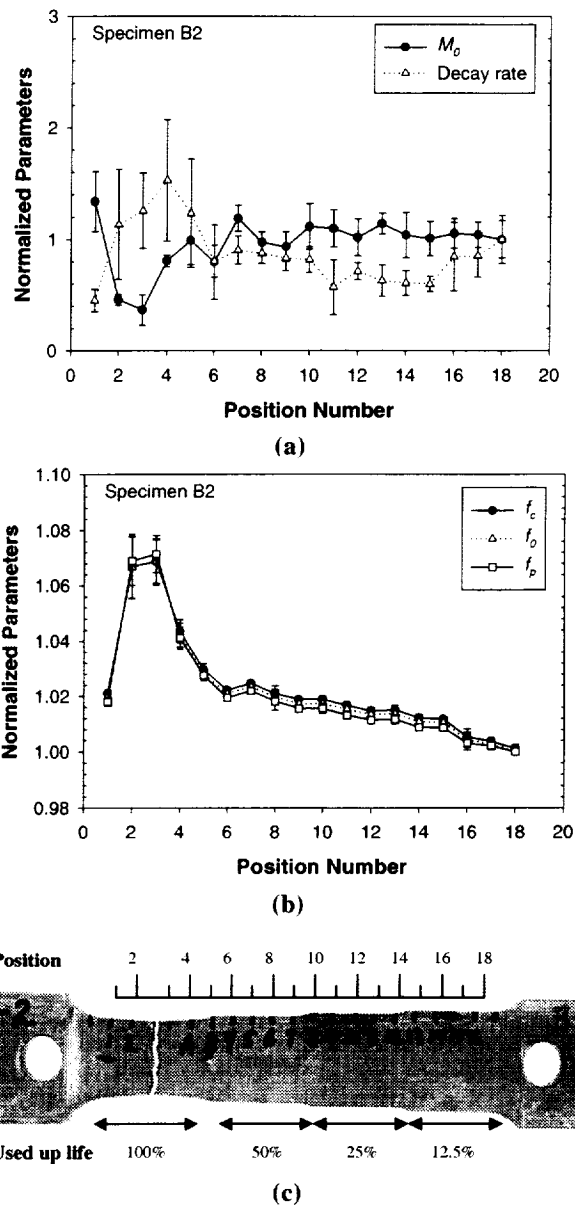 Specimen B2
M₀
Decay rate
Normalized Parameters
3
2
1
0
0 2 4 6 8 10 12 14 16 18 20
Position Number
(a)
Specimen B2
f_c
f_0
f_p
Normalized Parameters
1.10
1.08
1.06
1.04
1.02
1.00
0.98
0 2 4 6 8 10 12 14 16 18 20
Position Number
(b)
Position 2 4 6 8 10 12 14 16 18
Used up life 100% 50% 25% 12.5%
(c)